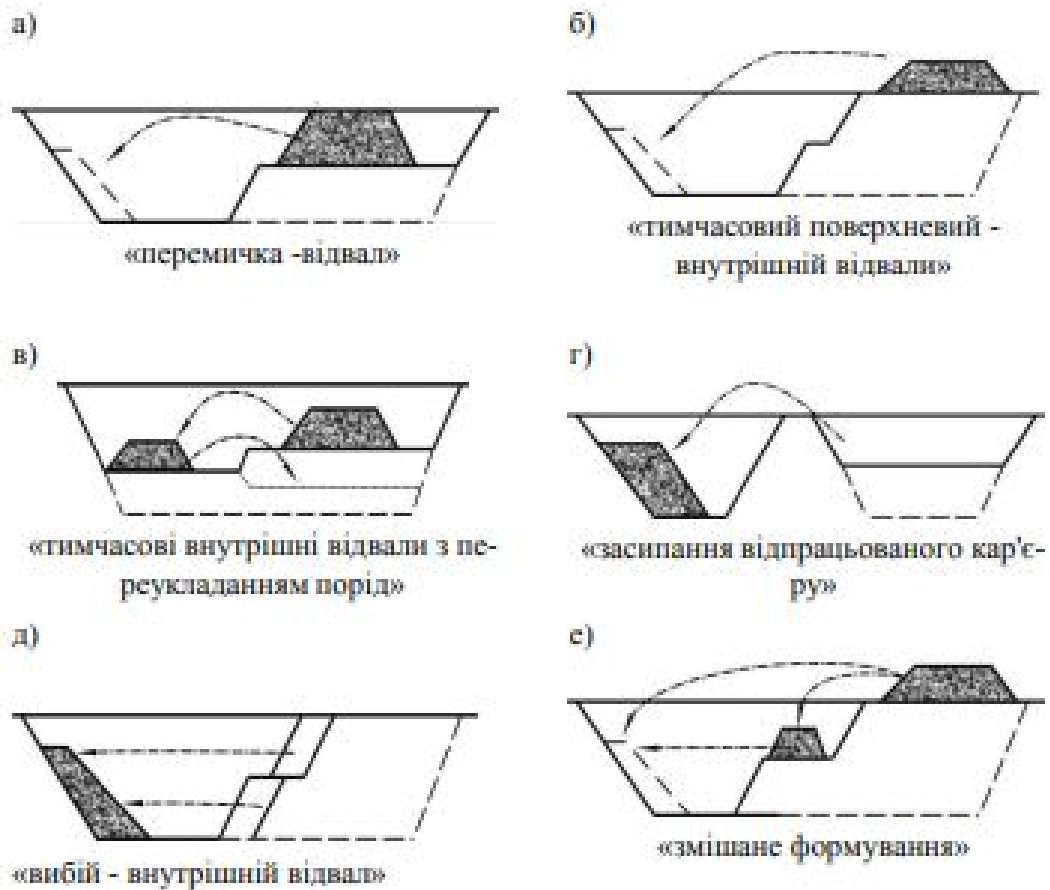 а)
«перемичка -відвал»
б)
«тимчасовий поверхневий -
внутрішній відвали»
в)
«тимчасові внутрішні відвали з пе-
реукладанням порід»
г)
«засипання відпрацьованого кар'є-
ру»
д)
«вибій - внутрішній відвал»
е)
«змішане формування»